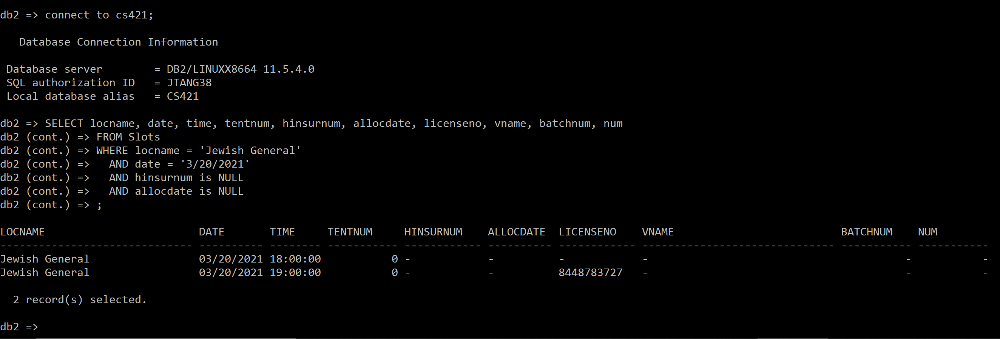 db2 => connect to cs421;
Database Connection Information
Database server        = DB2/LINUXX8664 11.5.4.0
SQL authorization ID   = JTANG38
Local database alias   = CS421
db2 => SELECT locname, date, time, tentnum, hinsurnum, allocdate, licenseno, vname, batchnum, num
db2 (cont.) => FROM Slots
db2 (cont.) => WHERE locname = 'Jewish General'
db2 (cont.) =>   AND date = '3/20/2021'
db2 (cont.) =>   AND hinsurnum is NULL
db2 (cont.) =>   AND allocdate is NULL
db2 (cont.) => ;
LOCNAME                        DATE       TIME     TENTNUM     HINSURNUM    ALLOCDATE  LICENSENO    VNAME                          BATCHNUM    NUM
------------------------------ ---------- -------- ----------- ------------ ---------- ------------ ------------------------------ ----------- -----------
Jewish General                 03/20/2021 18:00:00           0 -            -          -            -                                        -           -
Jewish General                 03/20/2021 19:00:00           0 -            -          8448783727   -                                        -           -
  2 record(s) selected.
db2 =>